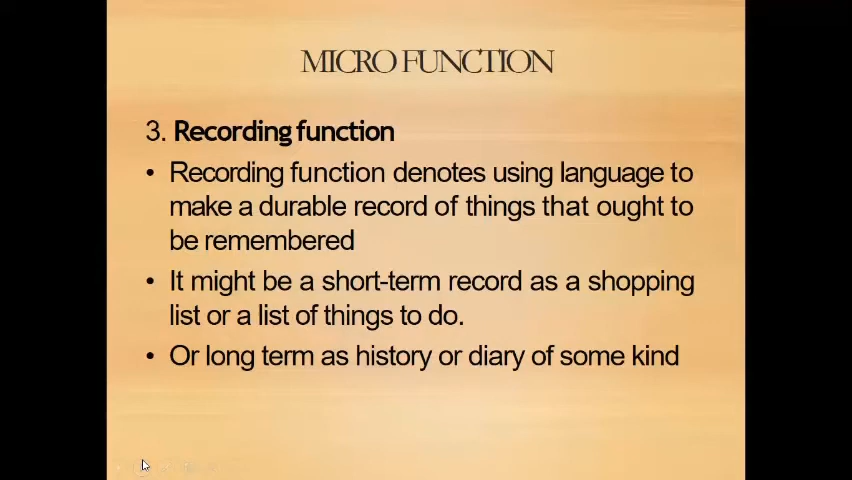 MICRO FUNCTION
3. Recording function
• Recording function denotes using language to
make a durable record of things that ought to
be remembered
• It might be a short-term record as a shopping
list or a list of things to do.
• Or long term as history or diary of some kind